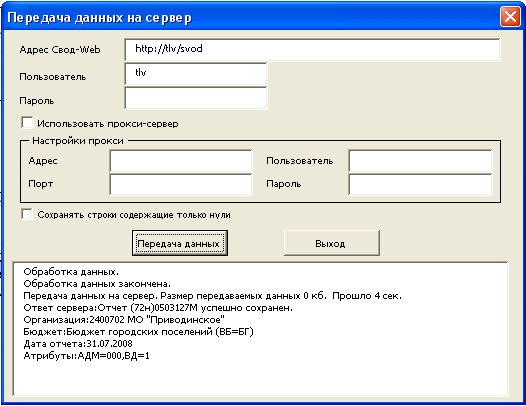 Передача данных на сервер
Адрес Свод-Web http://tlv/svod
Пользователь tlv
Пароль
Использовать прокси-сервер
Настройки прокси
Адрес Пользователь
Порт Пароль
Сохранять строки содержащие только нули
Передача данных Выход
Обработка данных.
Обработка данных закончена.
Передача данных на сервер. Размер передаваемых данных 0 кб. Прошло 4 сек.
Ответ сервера:Отчет (72н)0503127М успешно сохранен.
Организация:2400702 МО "Приводинское"
Бюджет:Бюджет городских поселений (ВБ=БГ)
Дата отчета:31.07.2008
Атрибуты:АДМ=000,ВД=1